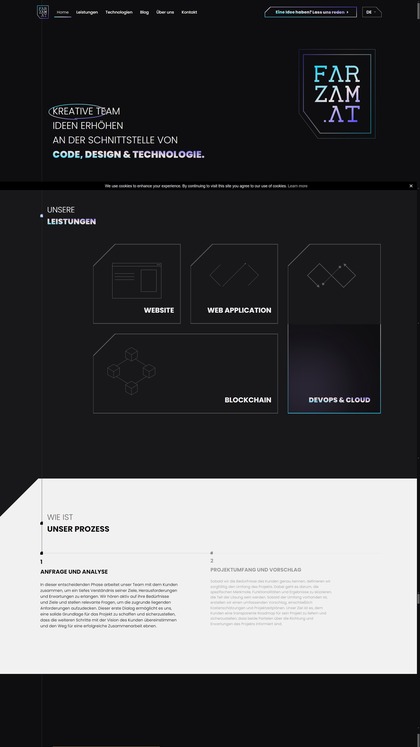 FAR
ZAM
.AT
Home
Leistungen
Technologien
Blog
Über uns
Kontakt
Eine Idee haben? Lass uns reden
DE
FAR
ZAM
.AT
KREATIVE TEAM
IDEEN ERHÖHEN
AN DER SCHNITTSTELLE VON
CODE, DESIGN & TECHNOLOGIE.
We use cookies to enhance your experience. By continuing to visit this site you agree to our use of cookies. Learn more
UNSERE
LEISTUNGEN
WEBSITE
WEB APPLICATION
BLOCKCHAIN
DEVOPS & CLOUD
WIE IST
UNSER PROZESS
1
ANFRAGE UND ANALYSE
In dieser entscheidenden Phase arbeitet unser Team mit dem Kunden
zusammen, um ein tiefes Verständnis seiner Ziele, Herausforderungen
und Erwartungen zu erlangen. Wir hören aktiv auf Ihre Bedürfnisse
und Ziele und stellen relevante Fragen, um die zugrunde liegenden
Anforderungen aufzudecken. Dieser erste Dialog ermöglicht es uns,
eine solide Grundlage für das Projekt zu schaffen und sicherzustellen,
dass die weiteren Schritte mit der Vision des Kunden übereinstimmen
und den Weg für eine erfolgreiche Zusammenarbeit ebnen.
2
PROJEKTUMFANG UND VORSCHLAG